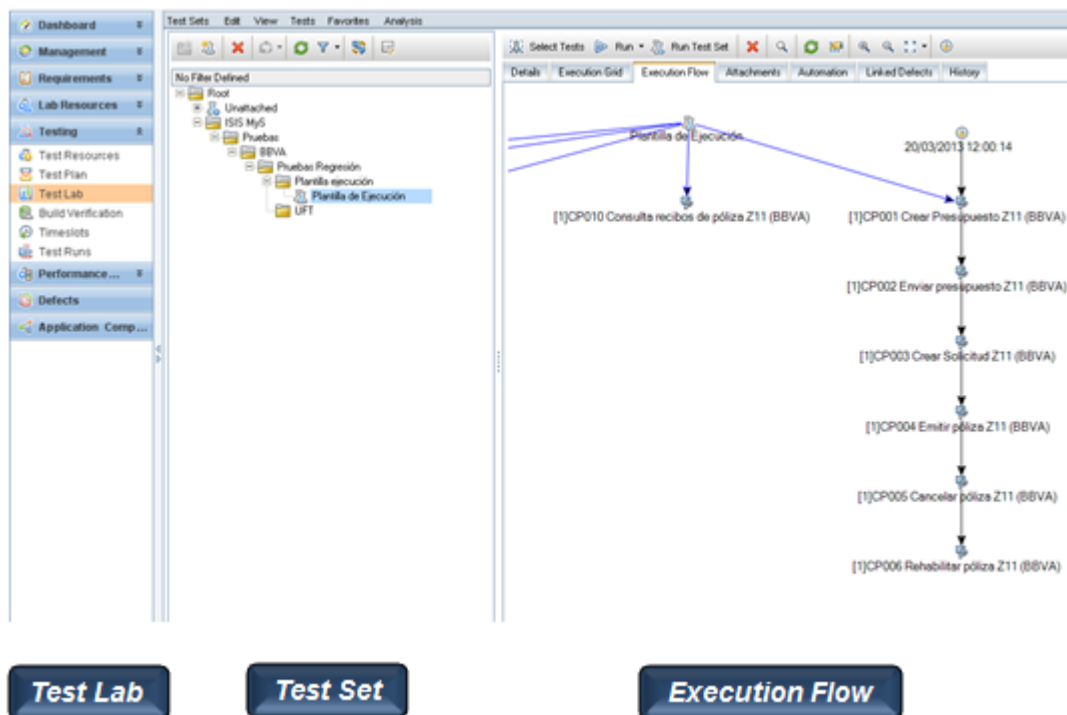 Dashboard
Management
Requirements
Lab Resources
Testing
Test Resources
Test Plan
Test Lab
Build Verification
Timeslots
Test Runs
Performance...
Defects
Application Comp...
Test Sets Edit View Tests Favorites Analysis
No Filter Defined
Root
Unattached
ISIS MyS
Pruebas
BBVA
Pruebas Regresión
Plantilla ejecución
Plantilla de Ejecución
UFT
Select Tests Run Run Test Set
Details Execution Grid Execution Flow Attachments Automation Linked Defects History
Plantilla de Ejecución
20/03/2013 12:00:14
[1]CP010 Consulta recibos de póliza Z11 (BBVA)
[1]CP001 Crear Presupuesto Z11 (BBVA)
[1]CP002 Enviar presupuesto Z11 (BBVA)
[1]CP003 Crear Solicitud Z11 (BBVA)
[1]CP004 Emitir póliza Z11 (BBVA)
[1]CP005 Cancelar póliza Z11 (BBVA)
[1]CP006 Rehabilitar póliza Z11 (BBVA)
Test Lab
Test Set
Execution Flow